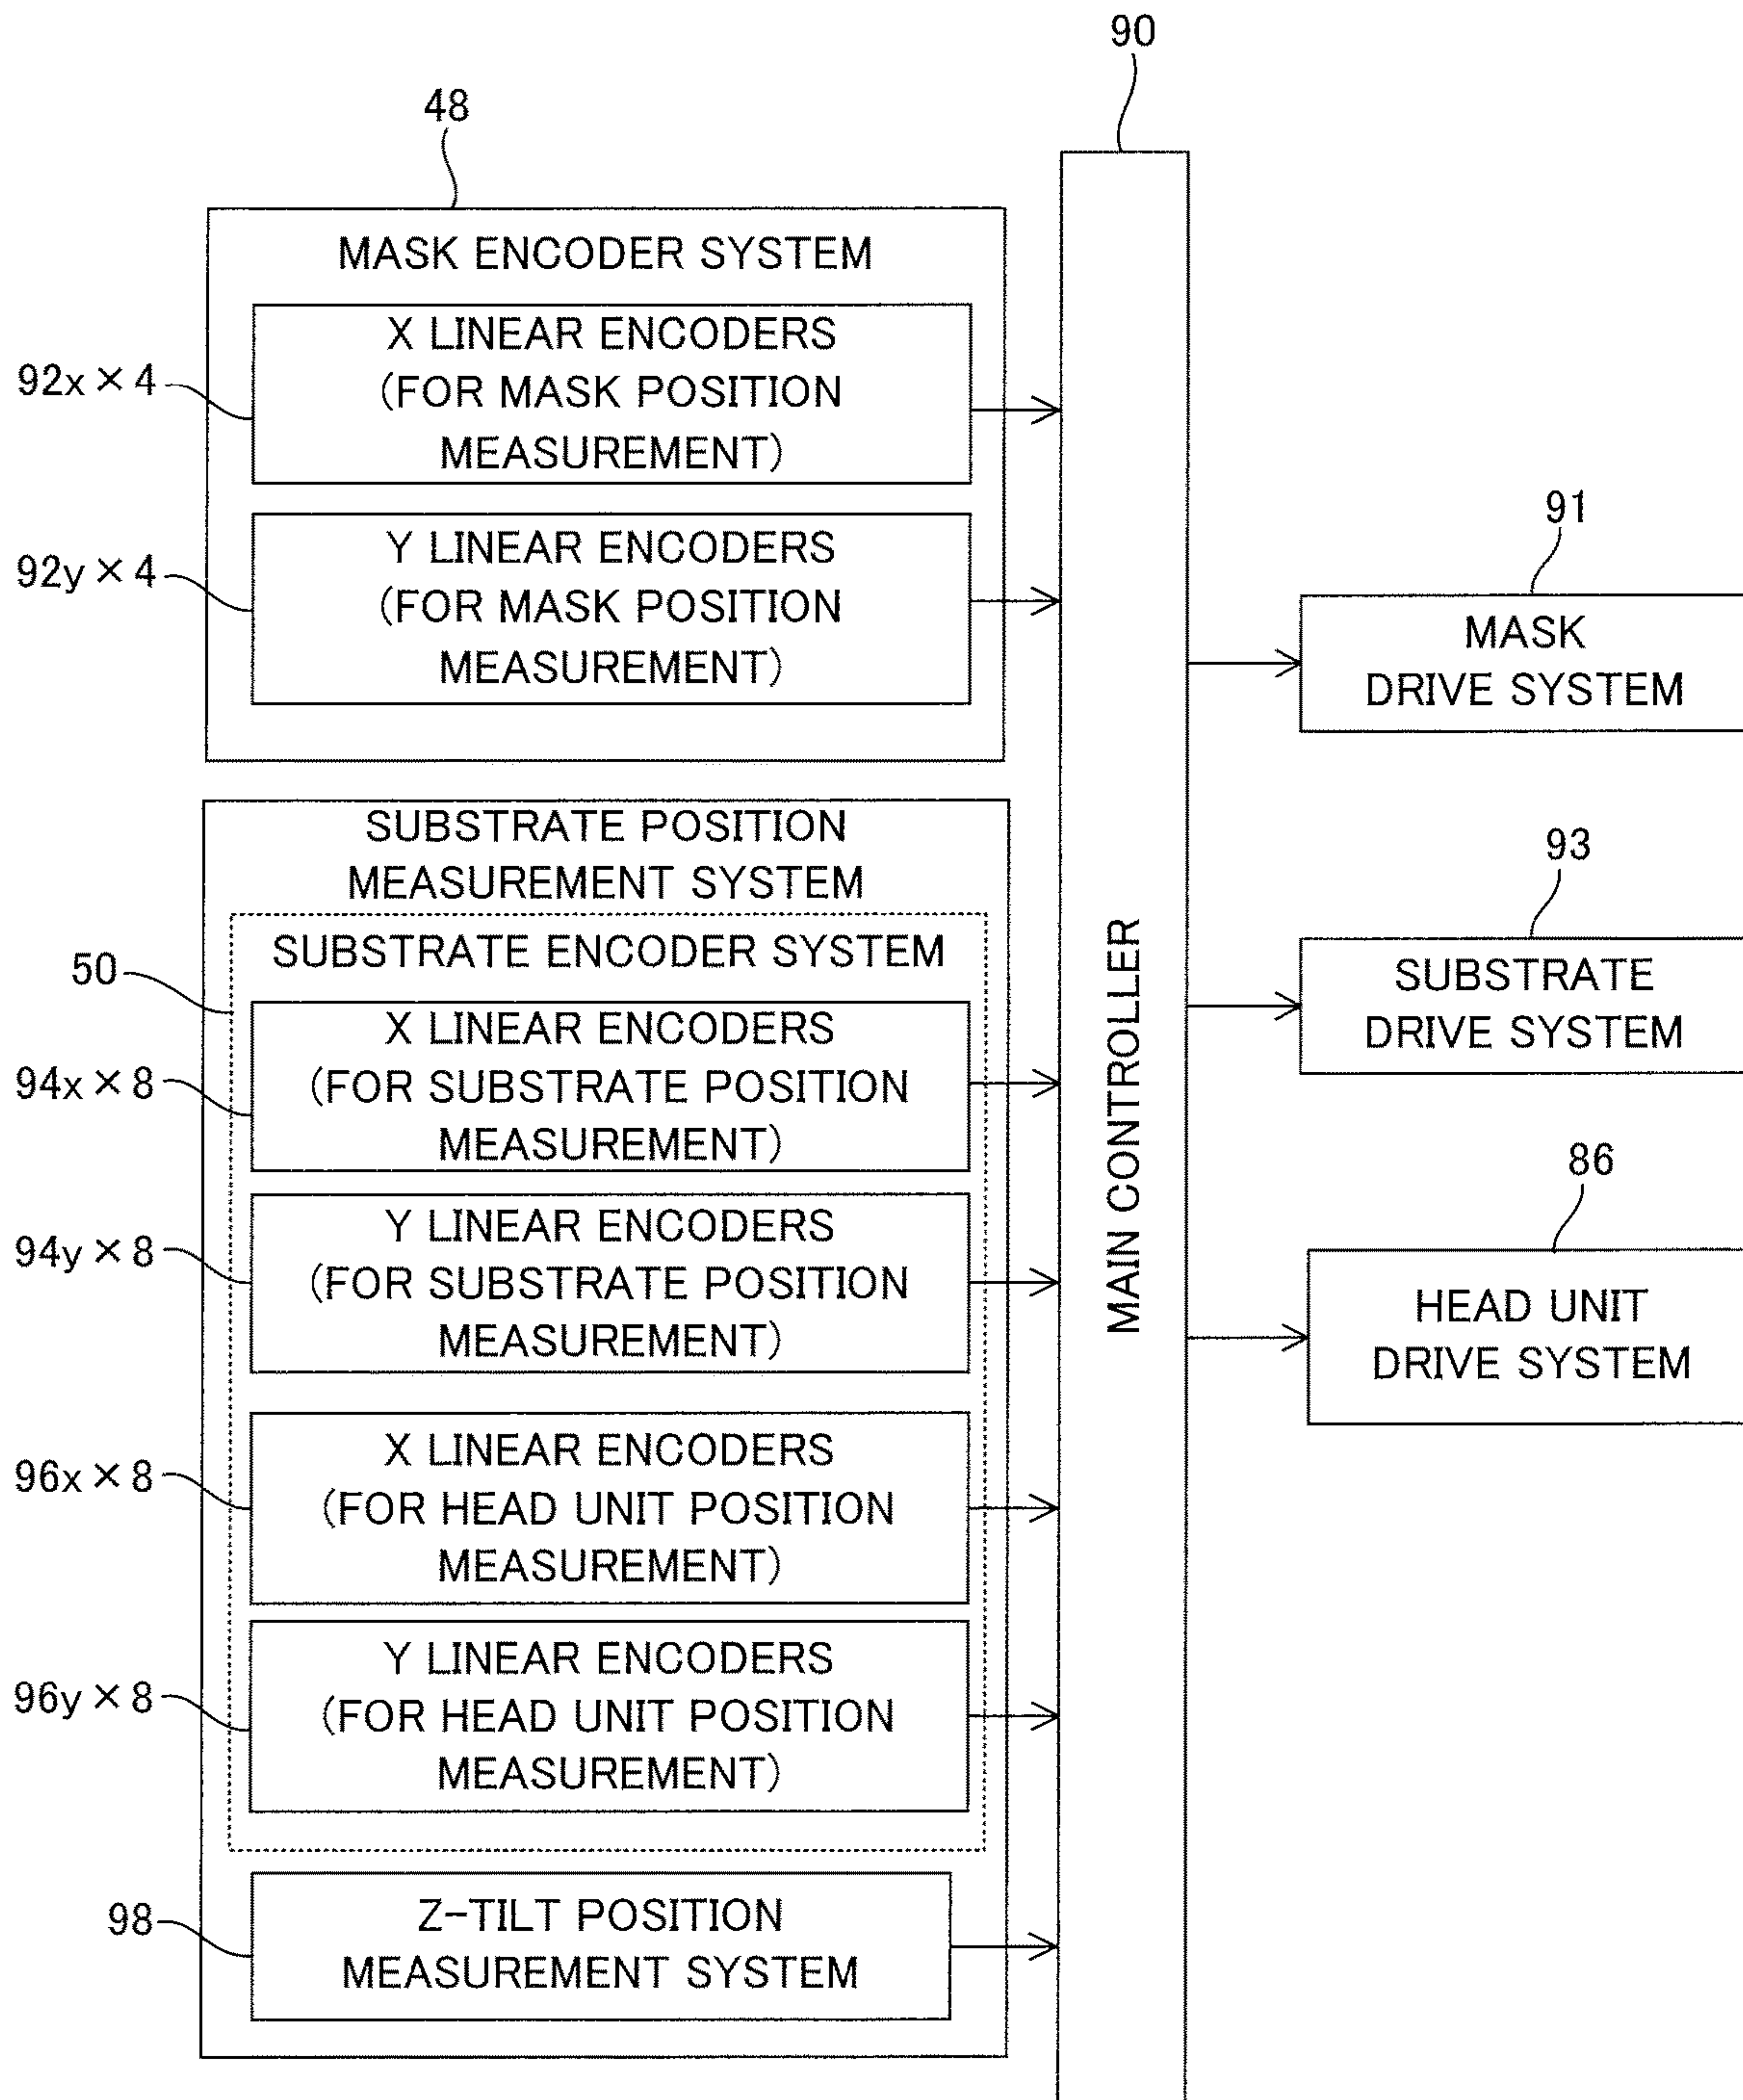 90
48
MASK ENCODER SYSTEM
92x × 4
X LINEAR ENCODERS
(FOR MASK POSITION
MEASUREMENT)
92y × 4
Y LINEAR ENCODERS
(FOR MASK POSITION
MEASUREMENT)
SUBSTRATE POSITION
MEASUREMENT SYSTEM
50
SUBSTRATE ENCODER SYSTEM
94x × 8
X LINEAR ENCODERS
(FOR SUBSTRATE POSITION
MEASUREMENT)
94y × 8
Y LINEAR ENCODERS
(FOR SUBSTRATE POSITION
MEASUREMENT)
96x × 8
X LINEAR ENCODERS
(FOR HEAD UNIT POSITION
MEASUREMENT)
96y × 8
Y LINEAR ENCODERS
(FOR HEAD UNIT POSITION
MEASUREMENT)
98
Z-TILT POSITION
MEASUREMENT SYSTEM
MAIN CONTROLLER
91
MASK
DRIVE SYSTEM
93
SUBSTRATE
DRIVE SYSTEM
86
HEAD UNIT
DRIVE SYSTEM